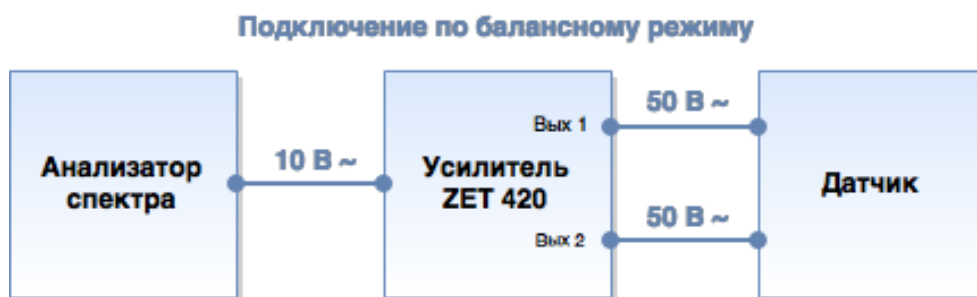 Подключение по балансному режиму
Анализатор
спектра
10 В ~
Усилитель
ZET 420
Вых 1
Вых 2
50 В ~
50 В ~
Датчик